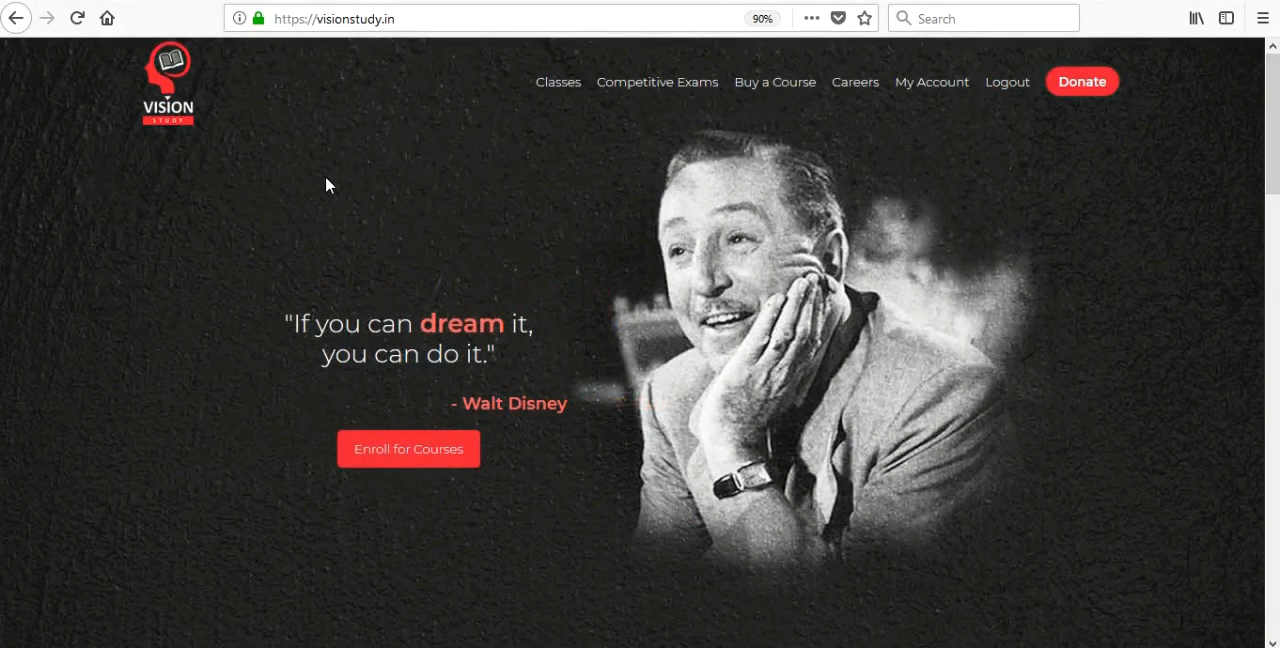 https://visionstudy.in
90%
Search
VISION
STUDY
Classes Competitive Exams Buy a Course Careers My Account Logout Donate
"If you can dream it,
you can do it."
- Walt Disney
Enroll for Courses